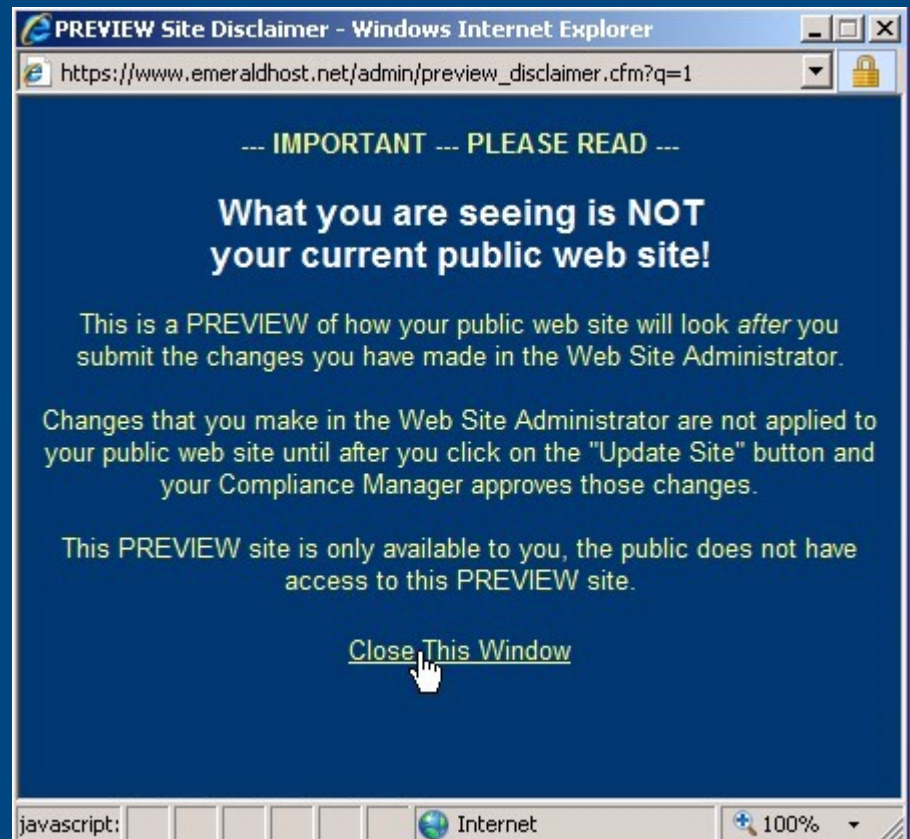 PREVIEW Site Disclaimer - Windows Internet Explorer
https://www.emeraldhost.net/admin/preview_disclaimer.cfm?q=1
--- IMPORTANT --- PLEASE READ ---
What you are seeing is NOT
your current public web site!
This is a PREVIEW of how your public web site will look after you
submit the changes you have made in the Web Site Administrator.
Changes that you make in the Web Site Administrator are not applied to
your public web site until after you click on the "Update Site" button and
your Compliance Manager approves those changes.
This PREVIEW site is only available to you, the public does not have
access to this PREVIEW site.
Close This Window
javascript:
Internet
100%